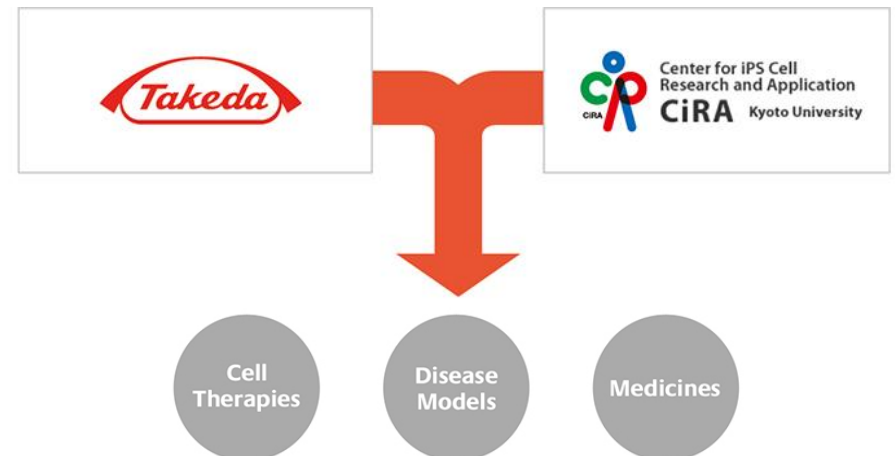 Takeda
CiRA
Center for iPS Cell
Research and Application
CiRA Kyoto University
Cell
Therapies
Disease
Models
Medicines